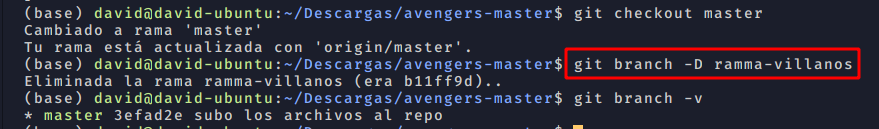 (base) david@david-ubuntu:~/Descargas/avengers-master$ git checkout master
Cambiado a rama 'master'
Tu rama está actualizada con 'origin/master'.
(base) david@david-ubuntu:~/Descargas/avengers-master$ git branch -D ramma-villanos
Eliminada la rama ramma-villanos (era b11ff9d)..
(base) david@david-ubuntu:~/Descargas/avengers-master$ git branch -v
* master 3efad2e subo los archivos al repo